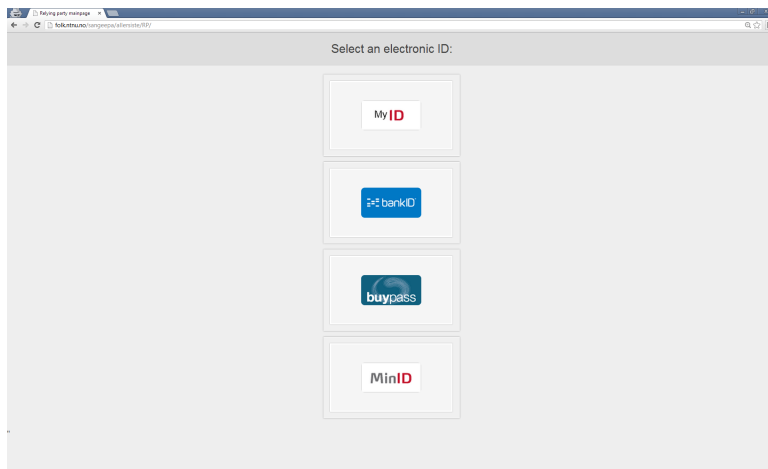 Relying party mainpage
folk.ntnu.no/sangeepa/allersiste/RP/
Select an electronic ID:
My ID
bankID
buypass
MinID